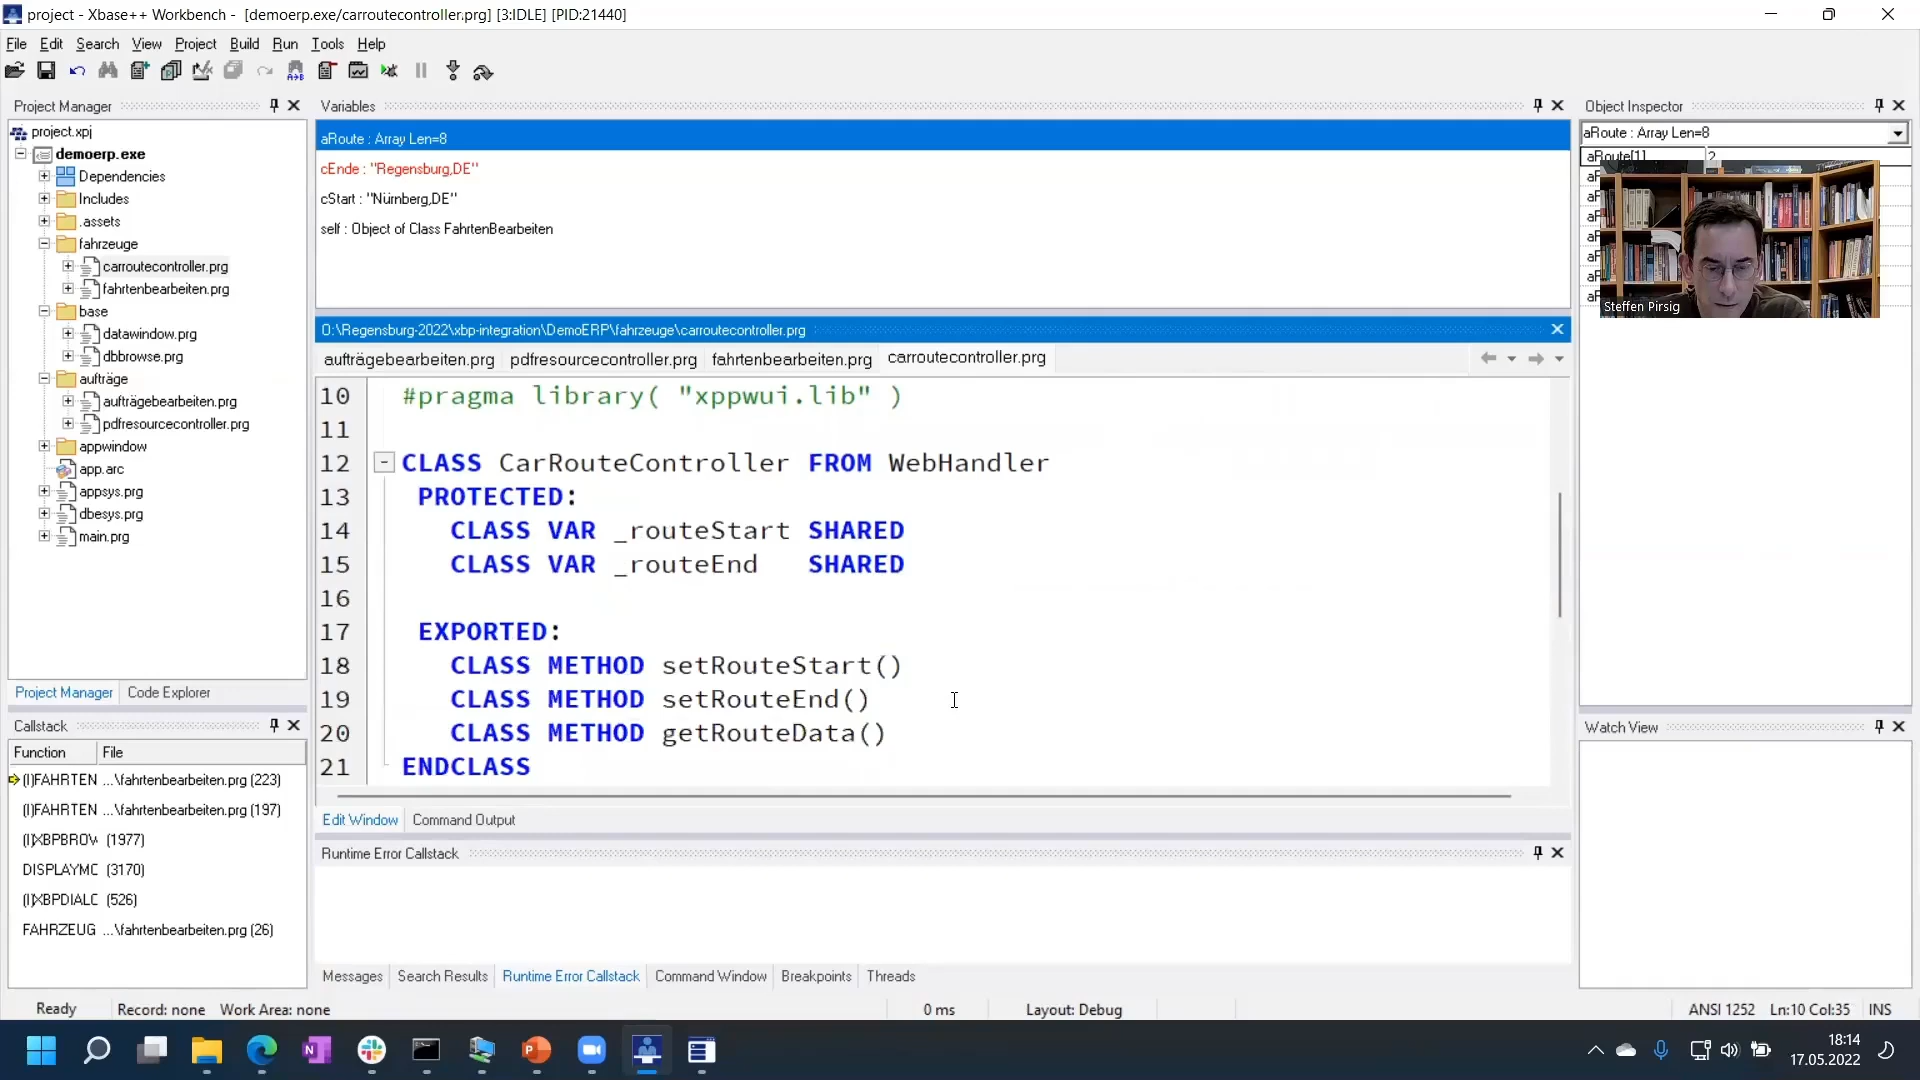 project - Xbase++ Workbench - [demoerp.exe/carroutecontroller.prg] [3:IDLE] [PID:21440]
File Edit Search View Project Build Run Tools Help
Project Manager
project.xpj
demoerp.exe
Dependencies
Includes
.assets
fahrzeuge
carroutecontroller.prg
fahrtenbearbeiten.prg
base
datawindow.prg
dbbrowse.prg
aufträge
aufträgebearbeiten.prg
pdfresourcecontroller.prg
appwindow
app.arc
appsys.prg
dbesys.prg
main.prg
Project Manager Code Explorer
Callstack
Function File
(I)FAHRTEN ...\fahrtenbearbeiten.prg (223)
(I)FAHRTEN ...\fahrtenbearbeiten.prg (197)
(1977)
DISPLAYMC (3170)
(I)XBPDIALC (526)
FAHRZEUG ...\fahrtenbearbeiten.prg (26)
Variables
aRoute : Array Len=8
cEnde : "Regensburg,DE"
cStart : "Nürnberg,DE"
self : Object of Class FahrtenBearbeiten
O:\Regensburg-2022\xbp-integration\DemoERP\fahrzeuge\carroutecontroller.prg
aufträgebearbeiten.prg pdfresourcecontroller.prg fahrtenbearbeiten.prg carroutecontroller.prg
10 #pragma library( "xppwui.lib" )
11
12 CLASS CarRouteController FROM WebHandler
13 PROTECTED:
14 CLASS VAR _routeStart SHARED
15 CLASS VAR _routeEnd SHARED
16
17 EXPORTED:
18 CLASS METHOD setRouteStart()
19 CLASS METHOD setRouteEnd()
20 CLASS METHOD getRouteData()
21 ENDCLASS
Edit Window Command Output
Runtime Error Callstack
Messages Search Results Runtime Error Callstack Command Window Breakpoints Threads
Object Inspector
aRoute : Array Len=8
aRoute[1] 2
Steffen Pirsig
Watch View
Ready Record: none Work Area: none 0 ms Layout: Debug ANSI 1252 Ln:10 Col:35 INS
18:14
17.05.2022